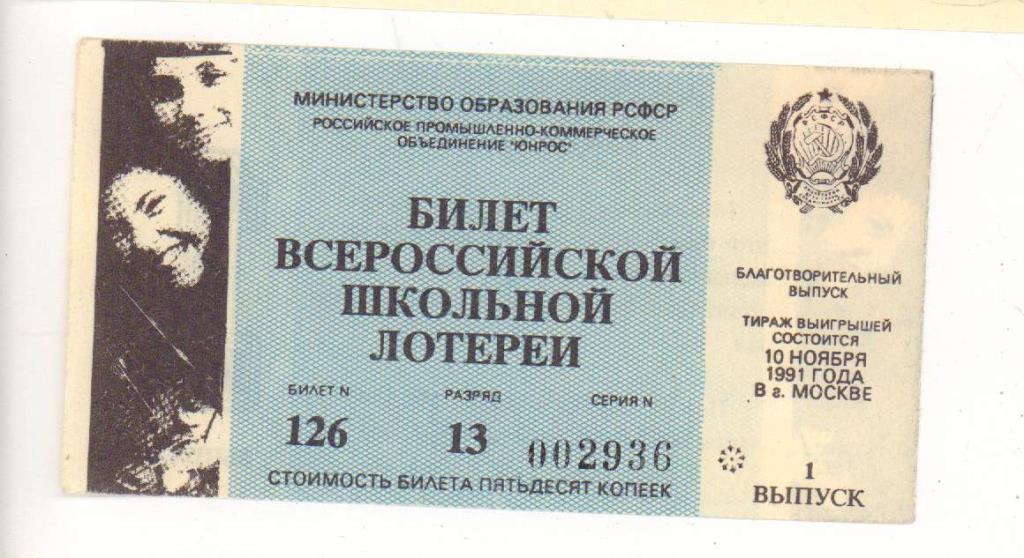 МИНИСТЕРСТВО ОБРАЗОВАНИЯ РСФСР
РОССИЙСКОЕ ПРОМЫШЛЕННО-КОММЕРЧЕСКОЕ
ОБЪЕДИНЕНИЕ "ЮНРОС"
БИЛЕТ
ВСЕРОССИЙСКОЙ
ШКОЛЬНОЙ
ЛОТЕРЕИ
БИЛЕТ N РАЗРЯД СЕРИЯ N
126 13 002936
СТОИМОСТЬ БИЛЕТА ПЯТЬДЕСЯТ КОПЕЕК
РСФСР
БЛАГОТВОРИТЕЛЬНЫЙ
ВЫПУСК
ТИРАЖ ВЫИГРЫШЕЙ
СОСТОИТСЯ
10 НОЯБРЯ
1991 ГОДА
В г. МОСКВЕ
1
ВЫПУСК